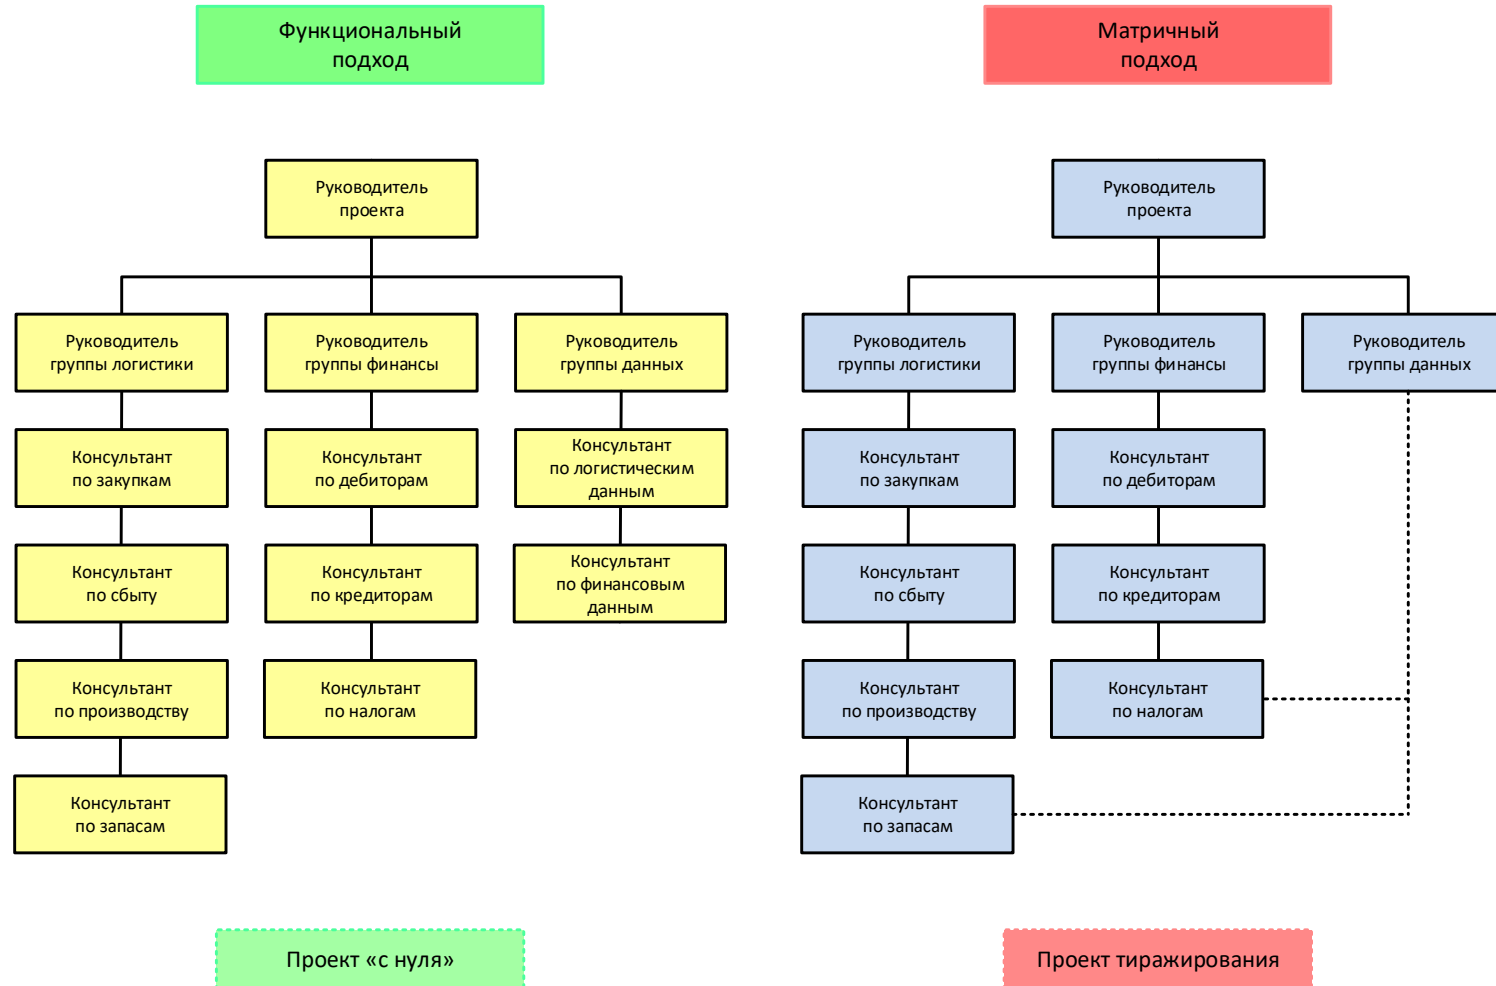 Функциональный
подход
Матричный
подход
Руководитель
проекта
Руководитель
группы логистики
Руководитель
группы финансы
Руководитель
группы данных
Консультант
по закупкам
Консультант
по дебиторам
Консультант
по логистическим
данным
Консультант
по сбыту
Консультант
по кредиторам
Консультант
по финансовым
данным
Консультант
по производству
Консультант
по налогам
Консультант
по запасам
Проект «с нуля»
Руководитель
проекта
Руководитель
группы логистики
Руководитель
группы финансы
Руководитель
группы данных
Консультант
по закупкам
Консультант
по дебиторам
Консультант
по сбыту
Консультант
по кредиторам
Консультант
по производству
Консультант
по налогам
Консультант
по запасам
Проект тиражирования